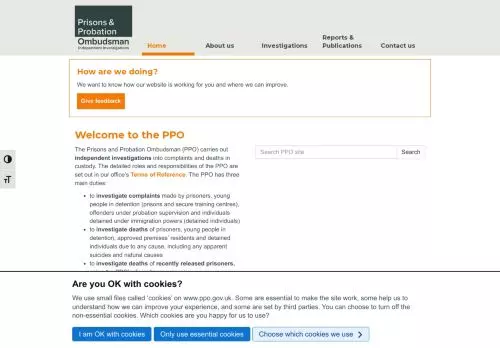 Prisons &
Probation
Ombudsman
Independent Investigations
Home
About us
Investigations
Reports &
Publications
Contact us
How are we doing?
We want to know how our website is working for you and where we can improve.
Give feedback
Welcome to the PPO
The Prisons and Probation Ombudsman (PPO) carries out
independent investigations into complaints and deaths in
custody. The detailed roles and responsibilities of the PPO are
set out in our office's Terms of Reference. The PPO has three
main duties:
Search PPO site
Search
• to investigate complaints made by prisoners, young
people in detention (prisons and secure training centres),
offenders under probation supervision and individuals
detained under immigration powers (detained individuals)
• to investigate deaths of prisoners, young people in
detention, approved premises' residents and detained
individuals due to any cause, including any apparent
suicides and natural causes
• to investigate deaths of recently released prisoners,
Are you OK with cookies?
We use small files called 'cookies' on www.ppo.gov.uk. Some are essential to make the site work, some help us to
understand how we can improve your experience, and some are set by third parties. You can choose to turn off the
non-essential cookies. Which cookies are you happy for us to use?
I am OK with cookies
Only use essential cookies
Choose which cookies we use